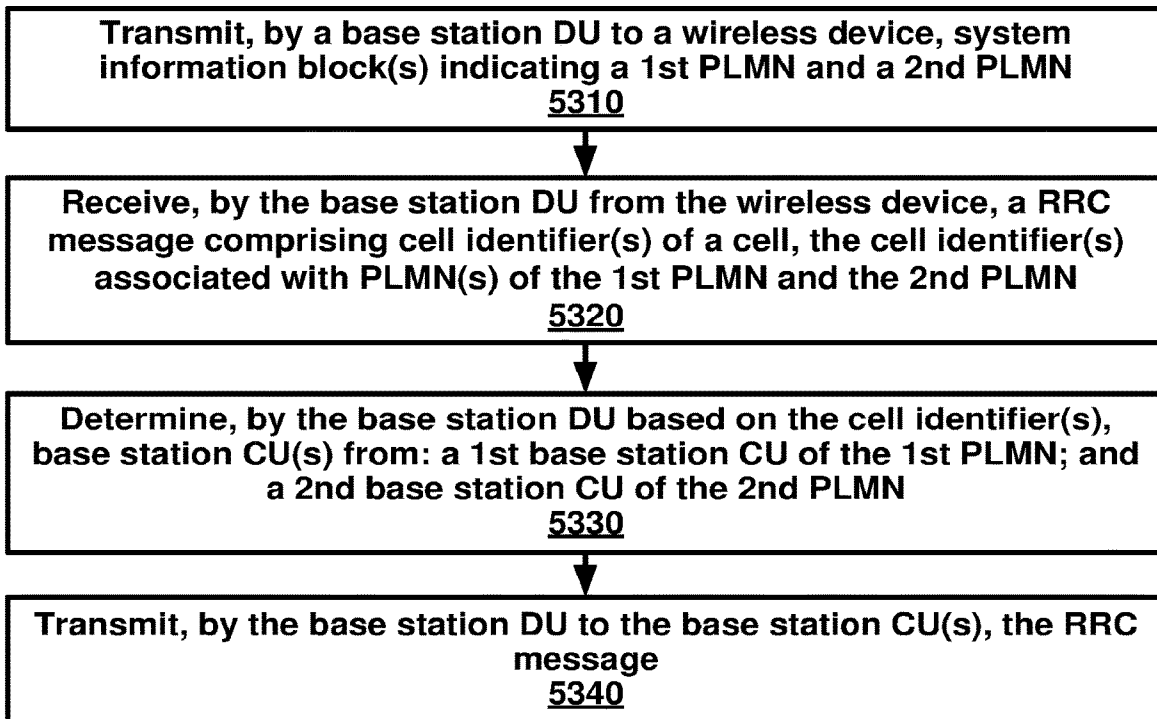 Transmit, by a base station DU to a wireless device, system
information block(s) indicating a 1st PLMN and a 2nd PLMN
5310
Receive, by the base station DU from the wireless device, a RRC
message comprising cell identifier(s) of a cell, the cell identifier(s)
associated with PLMN(s) of the 1st PLMN and the 2nd PLMN
5320
Determine, by the base station DU based on the cell identifier(s),
base station CU(s) from: a 1st base station CU of the 1st PLMN; and
a 2nd base station CU of the 2nd PLMN
5330
Transmit, by the base station DU to the base station CU(s), the RRC
message
5340